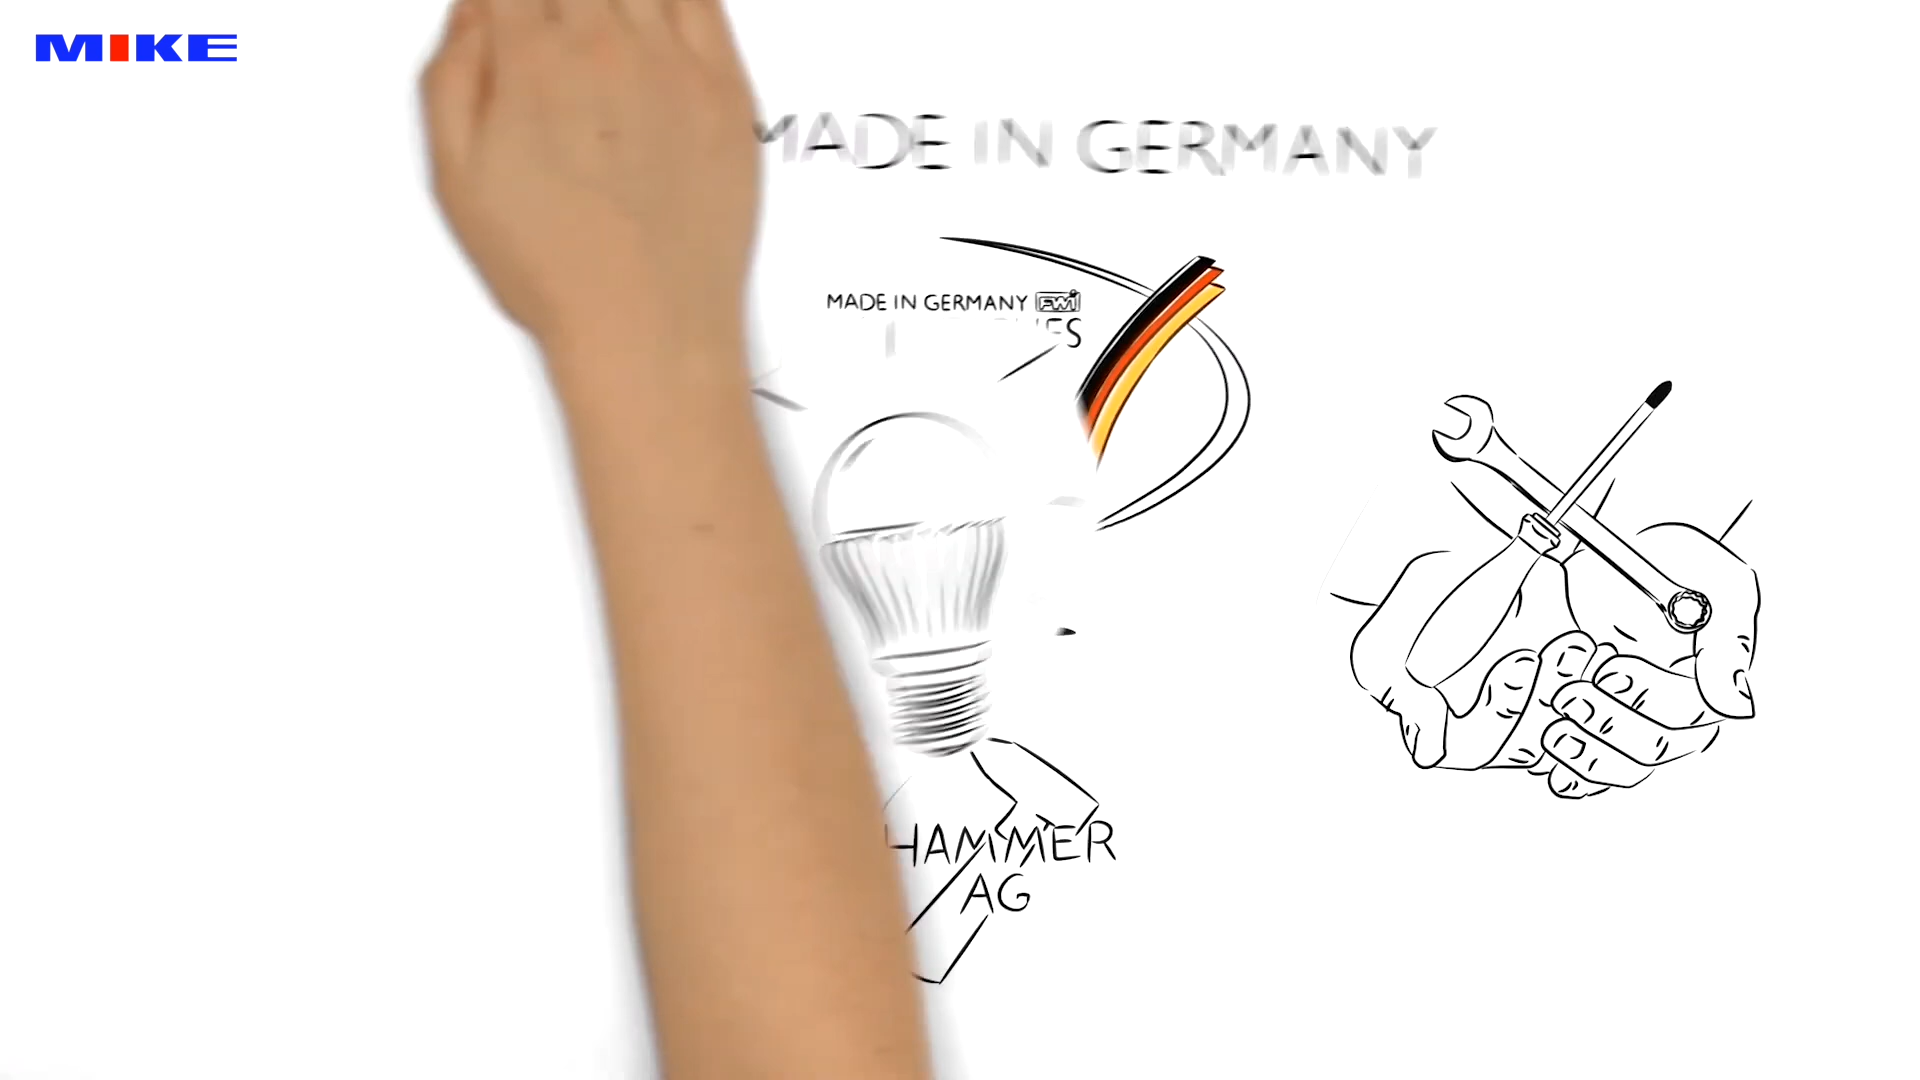 MIKE
MADE IN GERMANY
MADE IN GERMANY FWI
HAMMER
AG